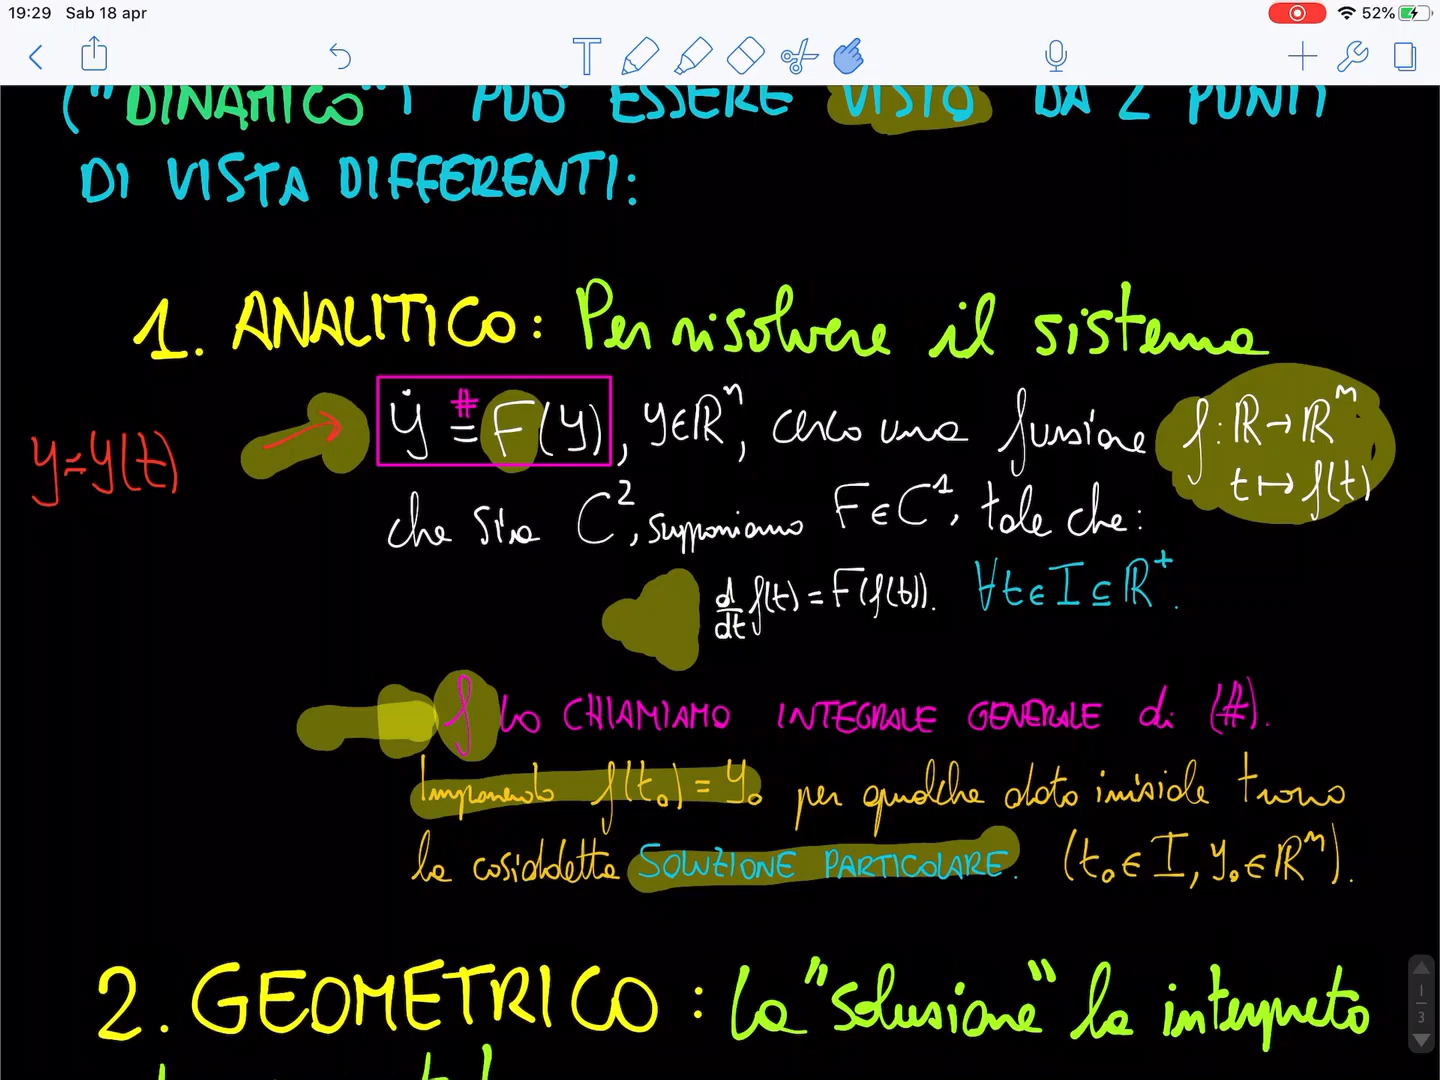 19:29 Sab 18 apr 52%
("DINAMICO") PUÒ ESSERE VISTO DA 2 PUNTI
DI VISTA DIFFERENTI:
1. ANALITICO: Per risolvere il sistema
ẏ =# F(y), y∈ℝⁿ, cerco una funzione f: ℝ→ℝⁿ
y=y(t)
t↦f(t)
che sia C², supponiamo F∈C¹, tale che:
d/dt f(t) = F(f(t)). ∀t∈I⊆ℝ⁺.
f LO CHIAMIAMO INTEGRALE GENERALE di (#).
Imponendo f(t₀) = y₀ per qualche dato iniziale trovo
la cosiddetta SOLUZIONE PARTICOLARE. (t₀∈I, y₀∈ℝⁿ).
2. GEOMETRICO: La "soluzione" la interpreto
1
3